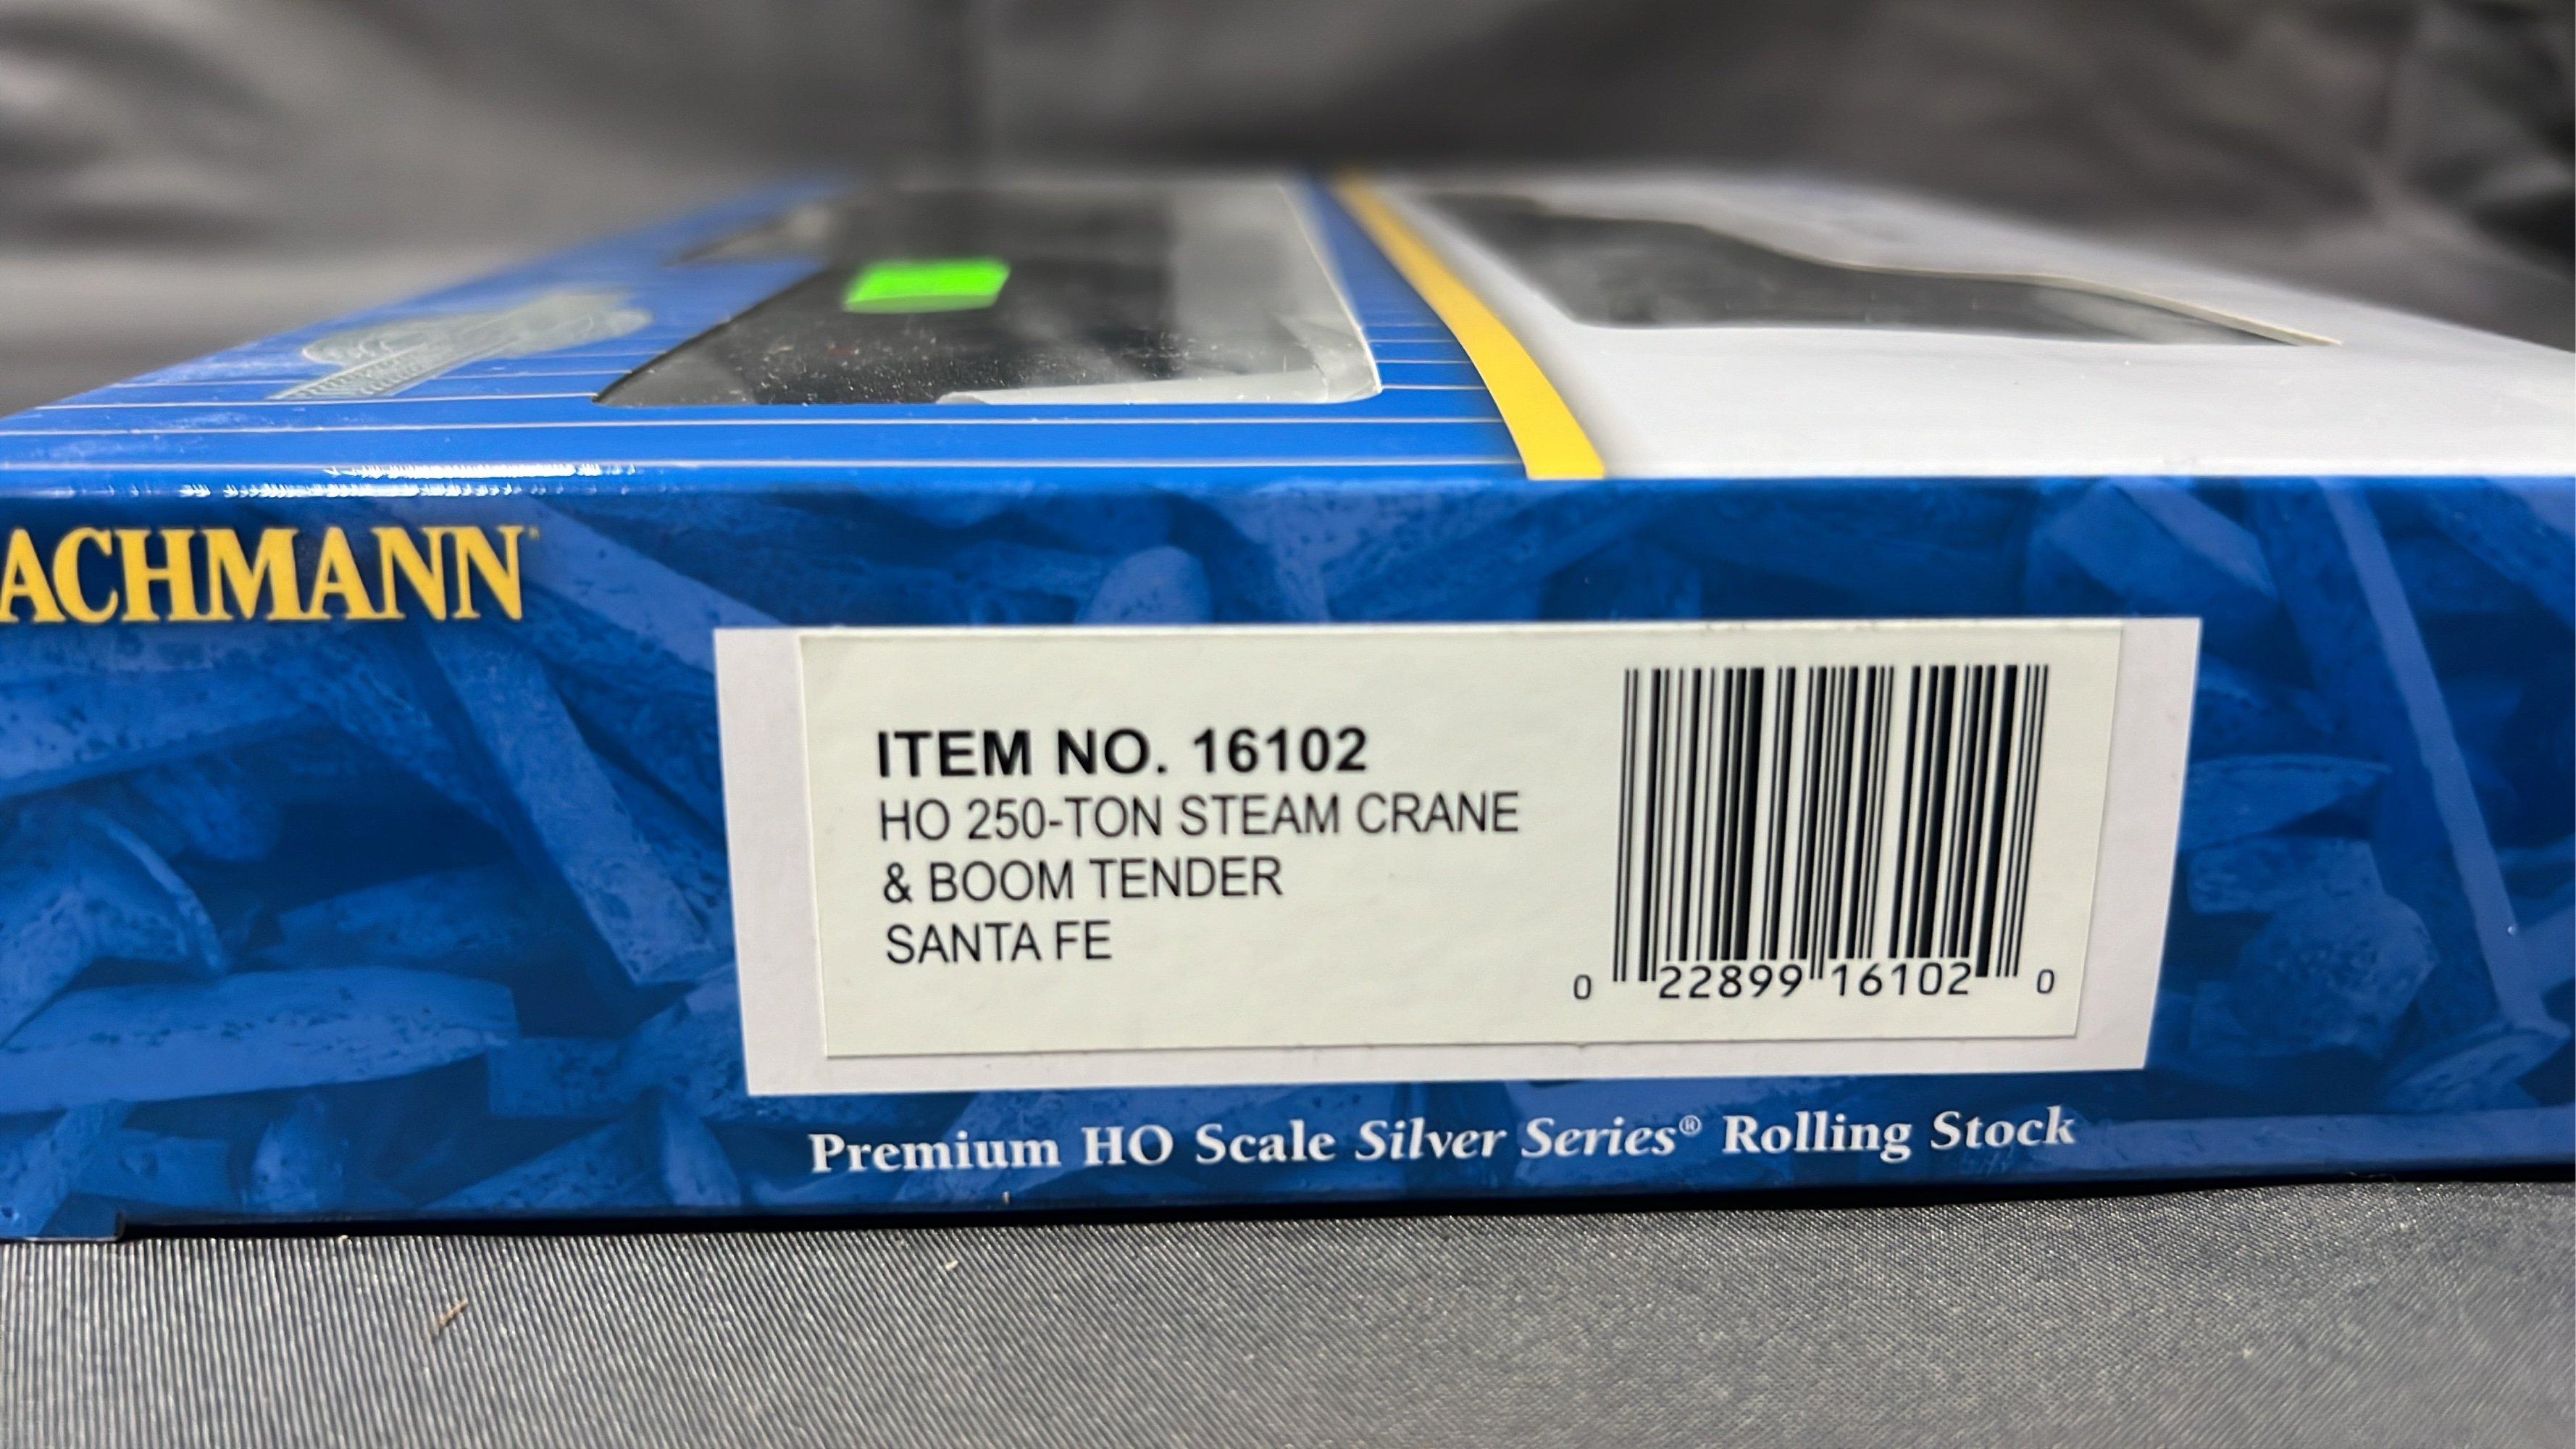 ACHMANN
ITEM NO. 16102
HO 250-TON STEAM CRANE
& BOOM TENDER
SANTA FE
0 22899 16102 0
Premium HO Scale Silver Series® Rolling Stock